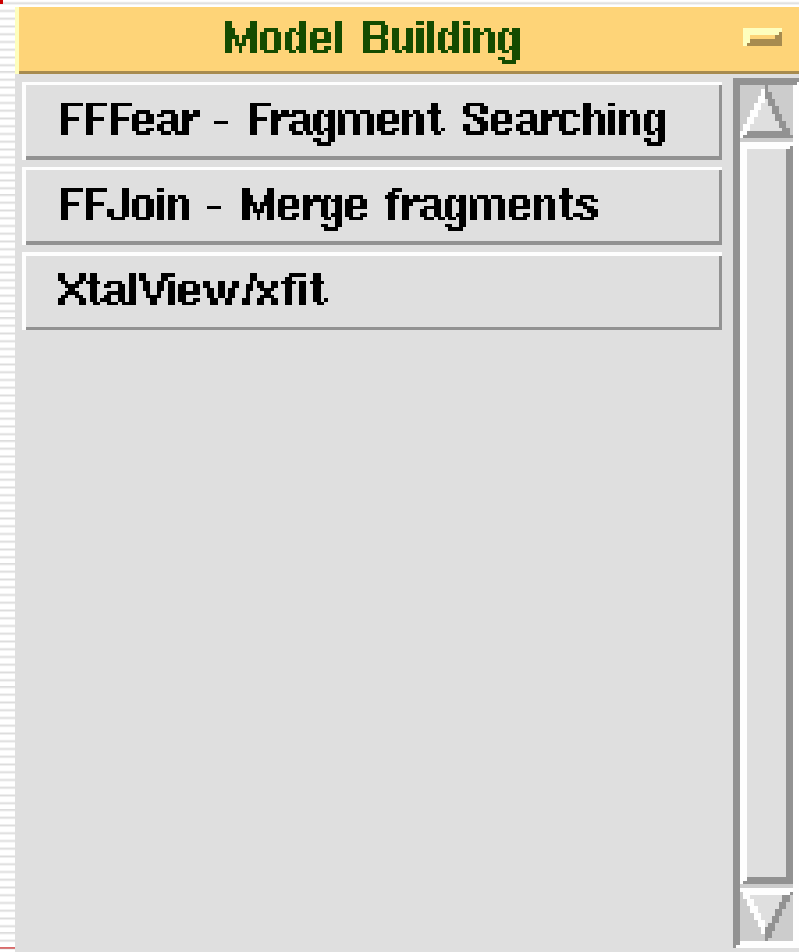 Model Building
FFFear - Fragment Searching
FFJoin - Merge fragments
XtalView/xfit